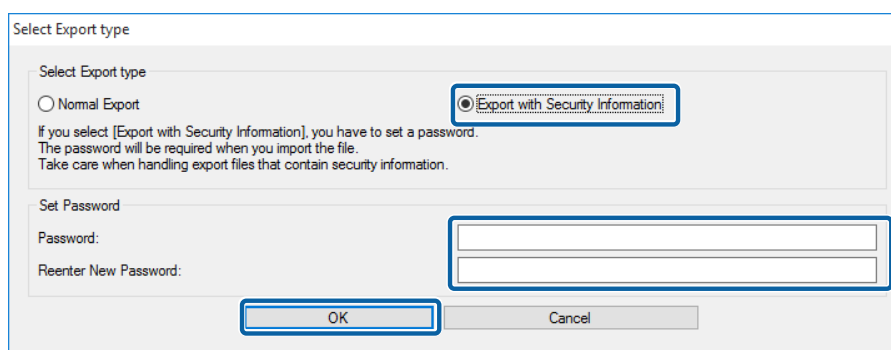 Select Export type
Select Export type
Normal Export
Export with Security Information
If you select [Export with Security Information], you have to set a password.
The password will be required when you import the file.
Take care when handling export files that contain security information.
Set Password
Password:
Reenter New Password:
OK
Cancel